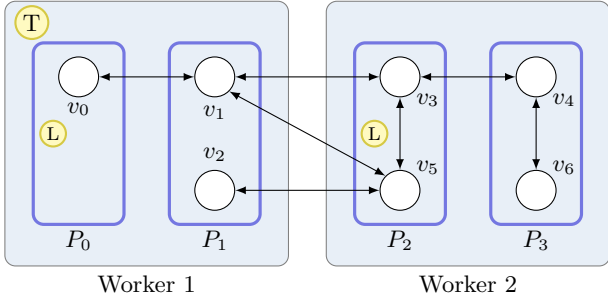 T
v0 v1 v3 v4
L L
v2 v5 v6
P0 P1 P2 P3
Worker 1 Worker 2